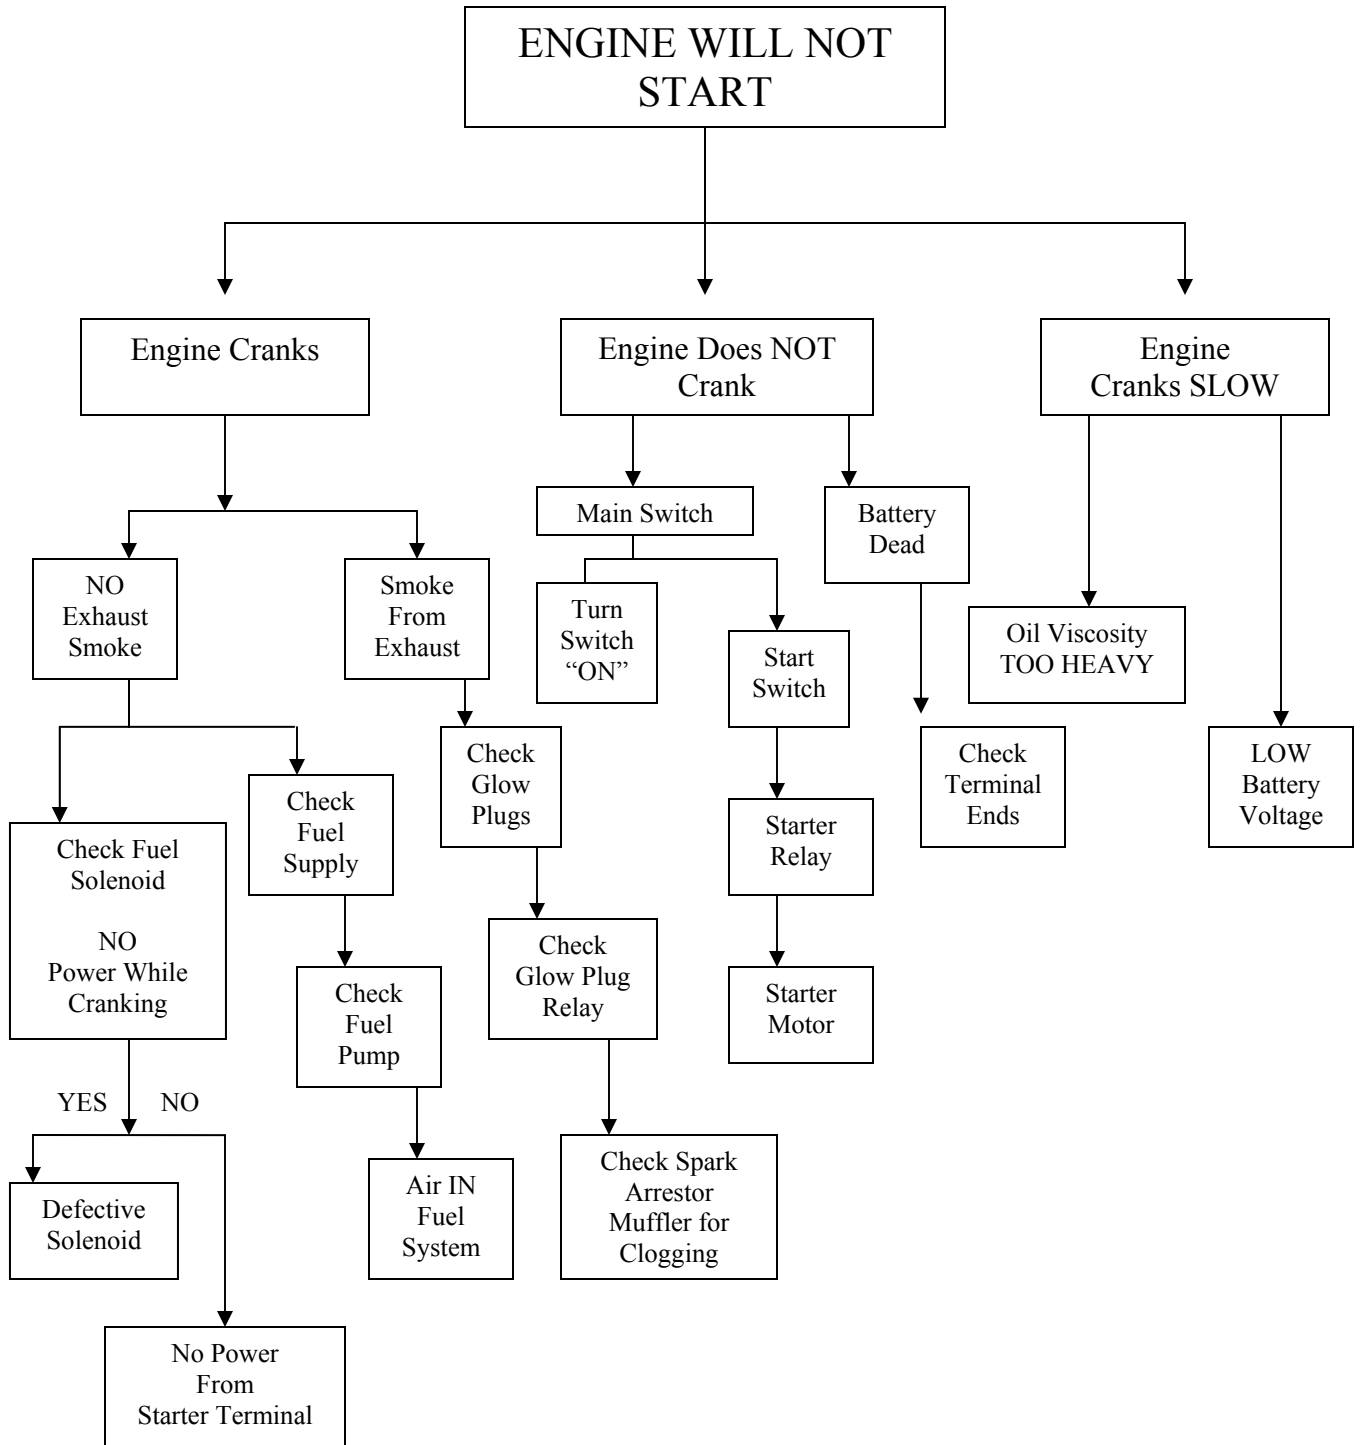 ENGINE WILL NOT
START
Engine Cranks
Engine Does NOT
Crank
Engine
Cranks SLOW
Main Switch
Battery
Dead
NO
Exhaust
Smoke
Smoke
From
Exhaust
Turn
Switch
“ON”
Start
Switch
Oil Viscosity
TOO HEAVY
Check
Glow
Plugs
Check
Terminal
Ends
LOW
Battery
Voltage
Check
Fuel
Supply
Starter
Relay
Check Fuel
Solenoid
NO
Power While
Cranking
Check
Glow Plug
Relay
Check
Fuel
Pump
Starter
Motor
YES NO
Air IN
Fuel
System
Check Spark
Arrestor
Muffler for
Clogging
Defective
Solenoid
No Power
From
Starter Terminal